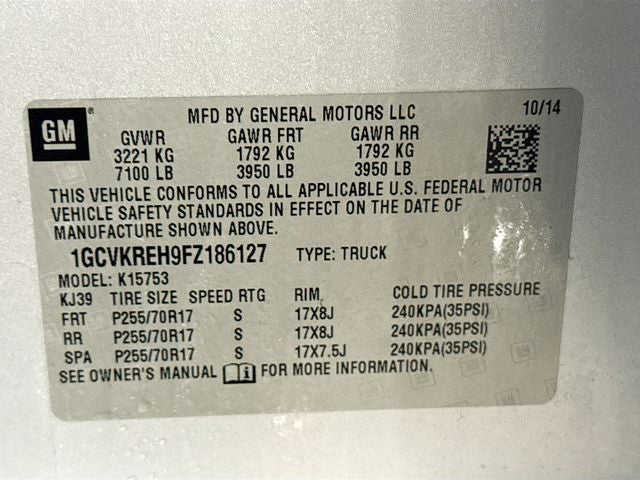 GM®
MFD BY GENERAL MOTORS LLC 10/14
GVWR GAWR FRT GAWR RR
3221 KG 1792 KG 1792 KG
7100 LB 3950 LB 3950 LB
THIS VEHICLE CONFORMS TO ALL APPLICABLE U.S. FEDERAL MOTOR
VEHICLE SAFETY STANDARDS IN EFFECT ON THE DATE OF
MANUFACTURE SHOWN ABOVE.
1GCVKREH9FZ186127 TYPE: TRUCK
MODEL: K15753
KJ39 TIRE SIZE SPEED RTG RIM COLD TIRE PRESSURE
FRT P255/70R17 S 17X8J 240KPA(35PSI)
RR P255/70R17 S 17X8J 240KPA(35PSI)
SPA P255/70R17 S 17X7.5J 240KPA(35PSI)
SEE OWNER'S MANUAL FOR MORE INFORMATION.